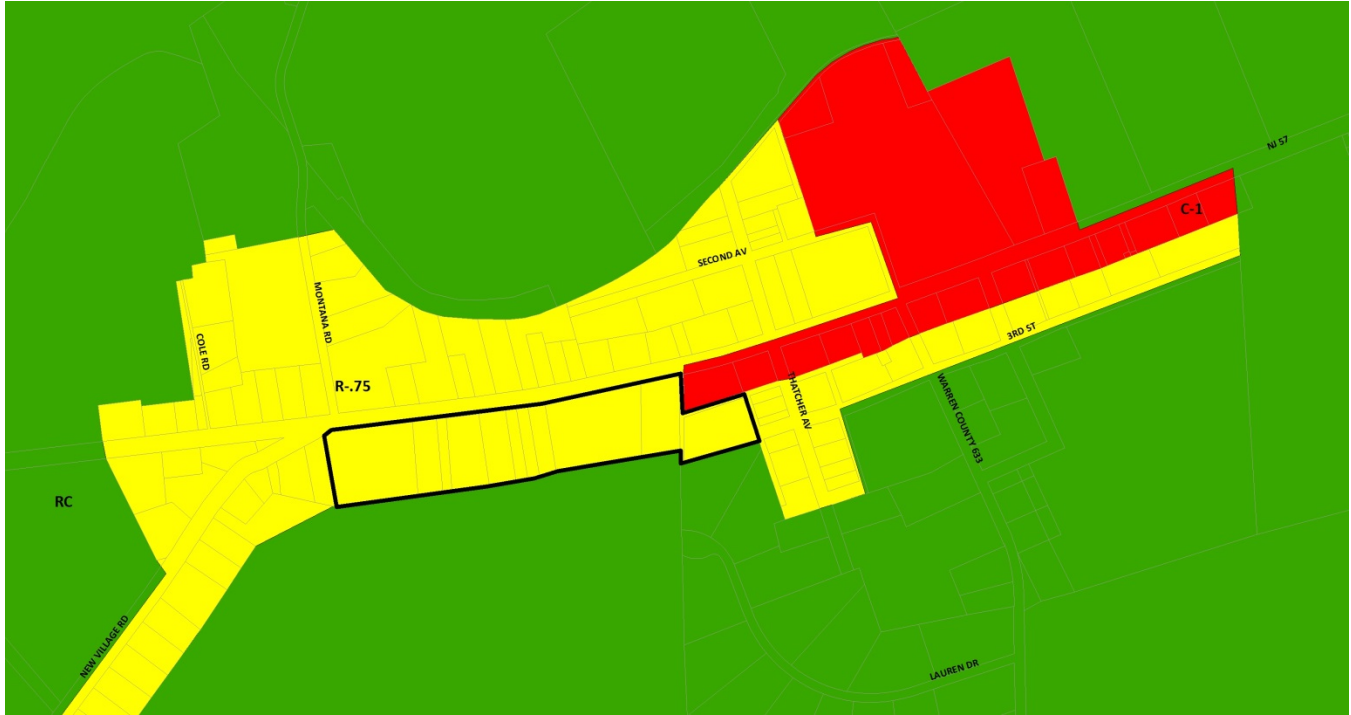 NJ 57
C-1
SECOND AV
MONTANA RD
3RD ST
COLE RD
R-.75
THATCHER AV
WARREN COUNTY 633
RC
NEW VILLAGE RD
LAUREN DR